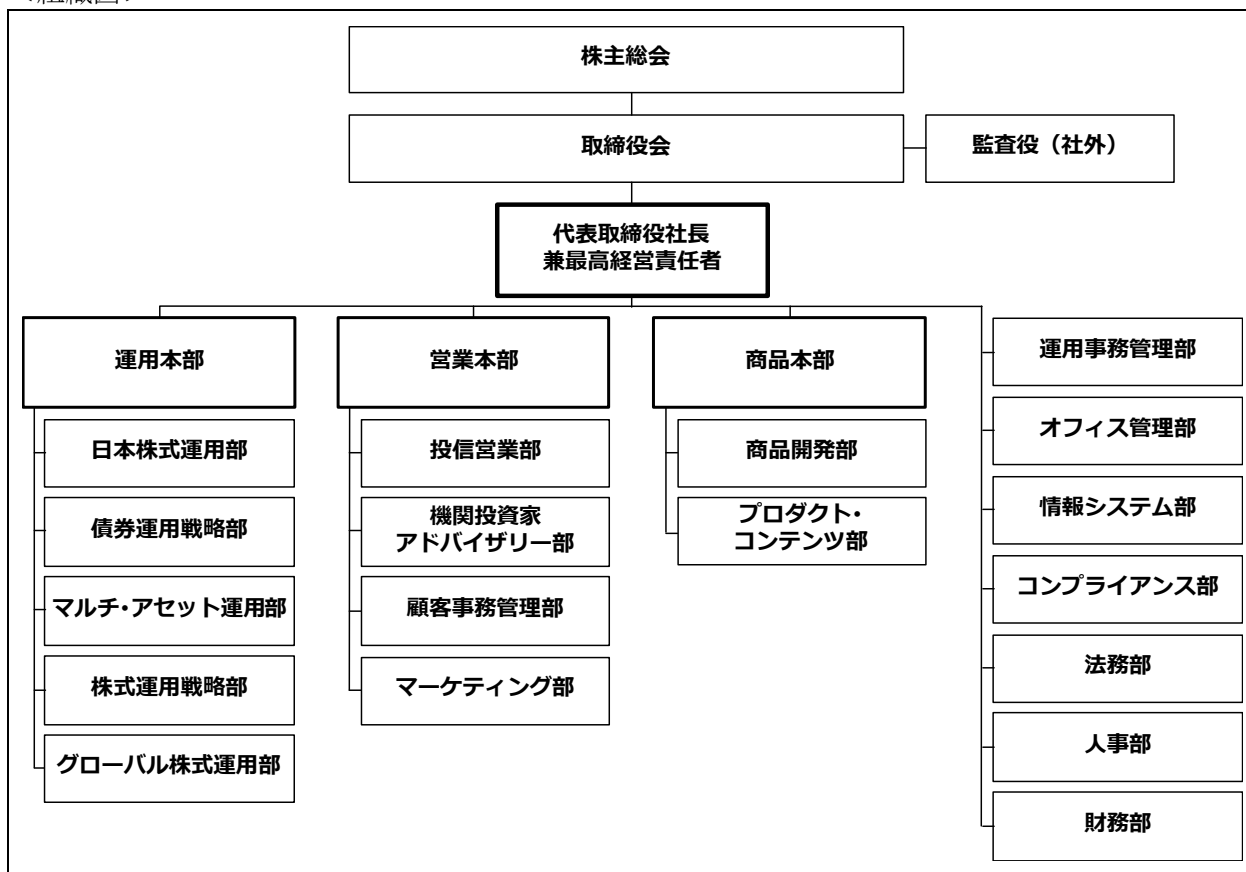 ＜組織図＞
株主総会
取締役会
監査役（社外）
代表取締役社長
兼最高経営責任者
運用本部
日本株式運用部
債券運用戦略部
マルチ・アセット運用部
株式運用戦略部
グローバル株式運用部
営業本部
投信営業部
機関投資家
アドバイザリー部
顧客事務管理部
マーケティング部
商品本部
商品開発部
プロダクト・
コンテンツ部
運用事務管理部
オフィス管理部
情報システム部
コンプライアンス部
法務部
人事部
財務部